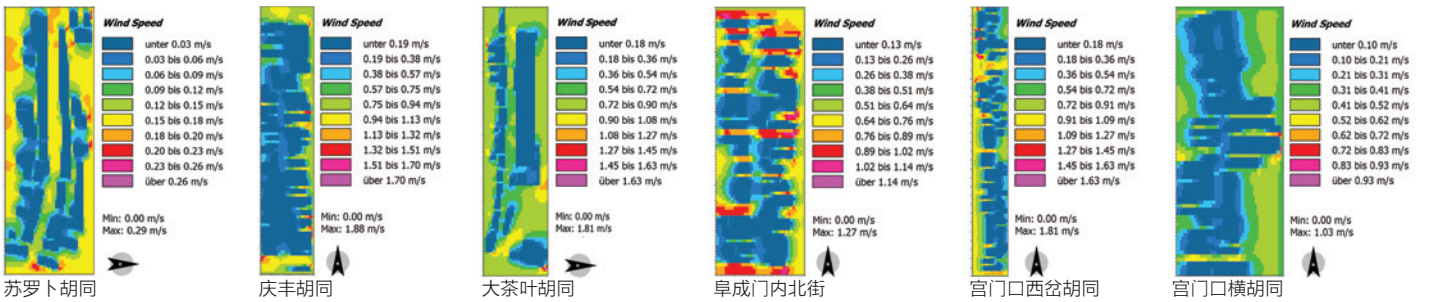 Wind Speed
unter 0.03 m/s
0.03 bis 0.06 m/s
0.06 bis 0.09 m/s
0.09 bis 0.12 m/s
0.12 bis 0.15 m/s
0.15 bis 0.18 m/s
0.18 bis 0.20 m/s
0.20 bis 0.23 m/s
0.23 bis 0.26 m/s
über 0.26 m/s
Min: 0.00 m/s
Max: 0.29 m/s
苏罗卜胡同
Wind Speed
unter 0.19 m/s
0.19 bis 0.38 m/s
0.38 bis 0.57 m/s
0.57 bis 0.75 m/s
0.75 bis 0.94 m/s
0.94 bis 1.13 m/s
1.13 bis 1.32 m/s
1.32 bis 1.51 m/s
1.51 bis 1.70 m/s
über 1.70 m/s
Min: 0.00 m/s
Max: 1.88 m/s
庆丰胡同
Wind Speed
unter 0.18 m/s
0.18 bis 0.36 m/s
0.36 bis 0.54 m/s
0.54 bis 0.72 m/s
0.72 bis 0.90 m/s
0.90 bis 1.08 m/s
1.08 bis 1.27 m/s
1.27 bis 1.45 m/s
1.45 bis 1.63 m/s
über 1.63 m/s
Min: 0.00 m/s
Max: 1.81 m/s
大茶叶胡同
Wind Speed
unter 0.13 m/s
0.13 bis 0.26 m/s
0.26 bis 0.38 m/s
0.38 bis 0.51 m/s
0.51 bis 0.64 m/s
0.64 bis 0.76 m/s
0.76 bis 0.89 m/s
0.89 bis 1.02 m/s
1.02 bis 1.14 m/s
über 1.14 m/s
Min: 0.00 m/s
Max: 1.27 m/s
阜成门内北街
Wind Speed
unter 0.18 m/s
0.18 bis 0.36 m/s
0.36 bis 0.54 m/s
0.54 bis 0.72 m/s
0.72 bis 0.91 m/s
0.91 bis 1.09 m/s
1.09 bis 1.27 m/s
1.27 bis 1.45 m/s
1.45 bis 1.63 m/s
über 1.63 m/s
Min: 0.00 m/s
Max: 1.81 m/s
宫门口西岔胡同
Wind Speed
unter 0.10 m/s
0.10 bis 0.21 m/s
0.21 bis 0.31 m/s
0.31 bis 0.41 m/s
0.41 bis 0.52 m/s
0.52 bis 0.62 m/s
0.62 bis 0.72 m/s
0.72 bis 0.83 m/s
0.83 bis 0.93 m/s
über 0.93 m/s
Min: 0.00 m/s
Max: 1.03 m/s
宫门口横胡同